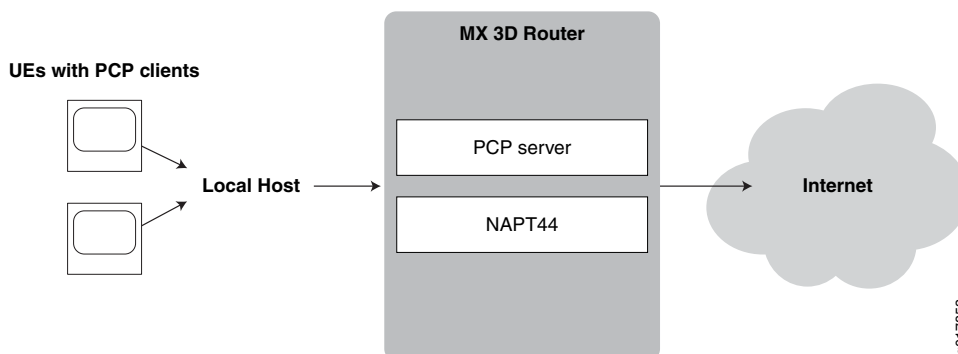 MX 3D Router
UEs with PCP clients
PCP server
Local Host
Internet
NAPT44